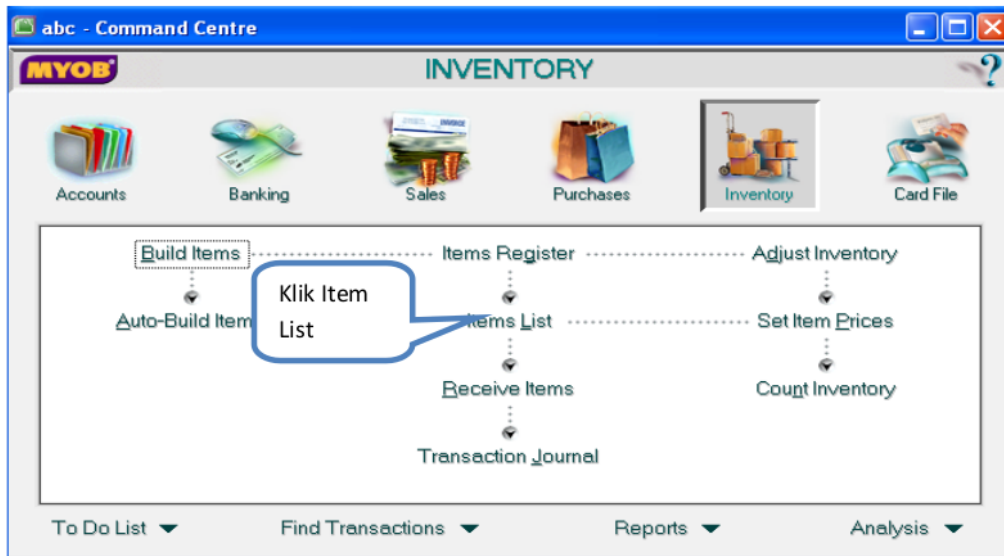 abc - Command Centre
MYOB INVENTORY ?
Accounts Banking Sales Purchases Inventory Card File
Build Items Items Register Adjust Inventory
Klik Item
List
Auto-Build Item Items List Set Item Prices
Receive Items Count Inventory
Transaction Journal
To Do List Find Transactions Reports Analysis